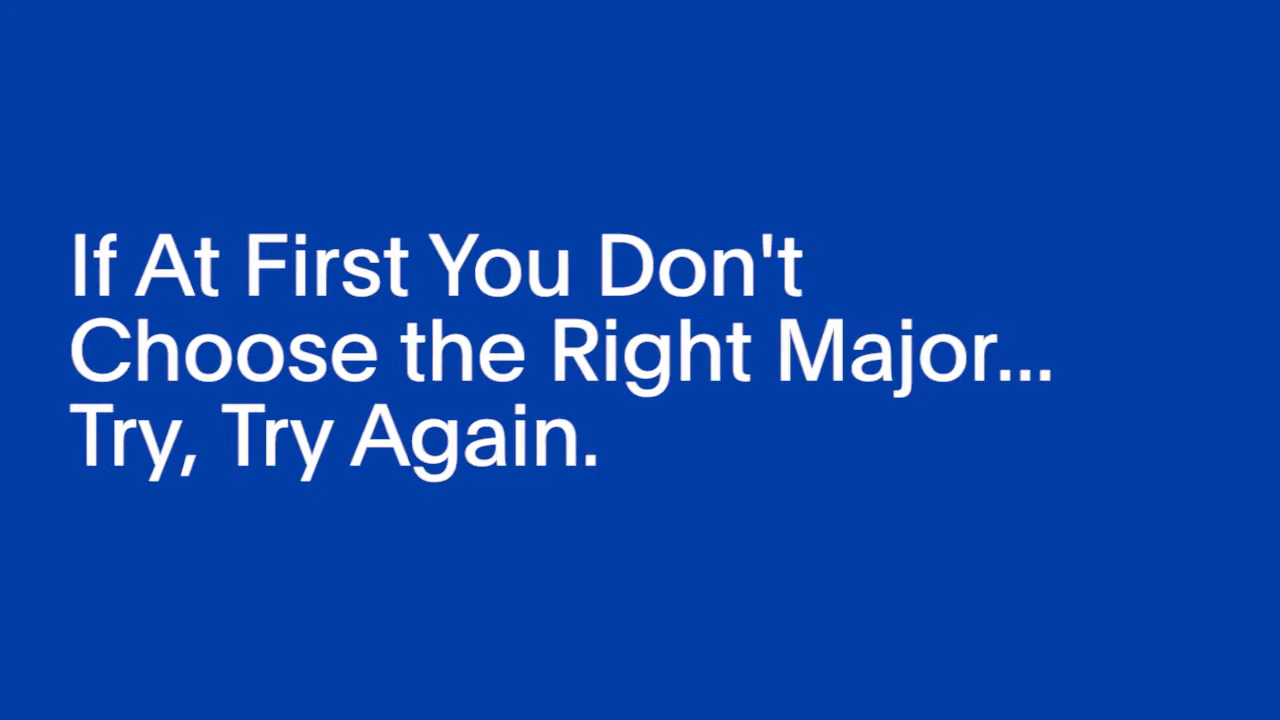 If At First You Don't
Choose the Right Major...
Try, Try Again.